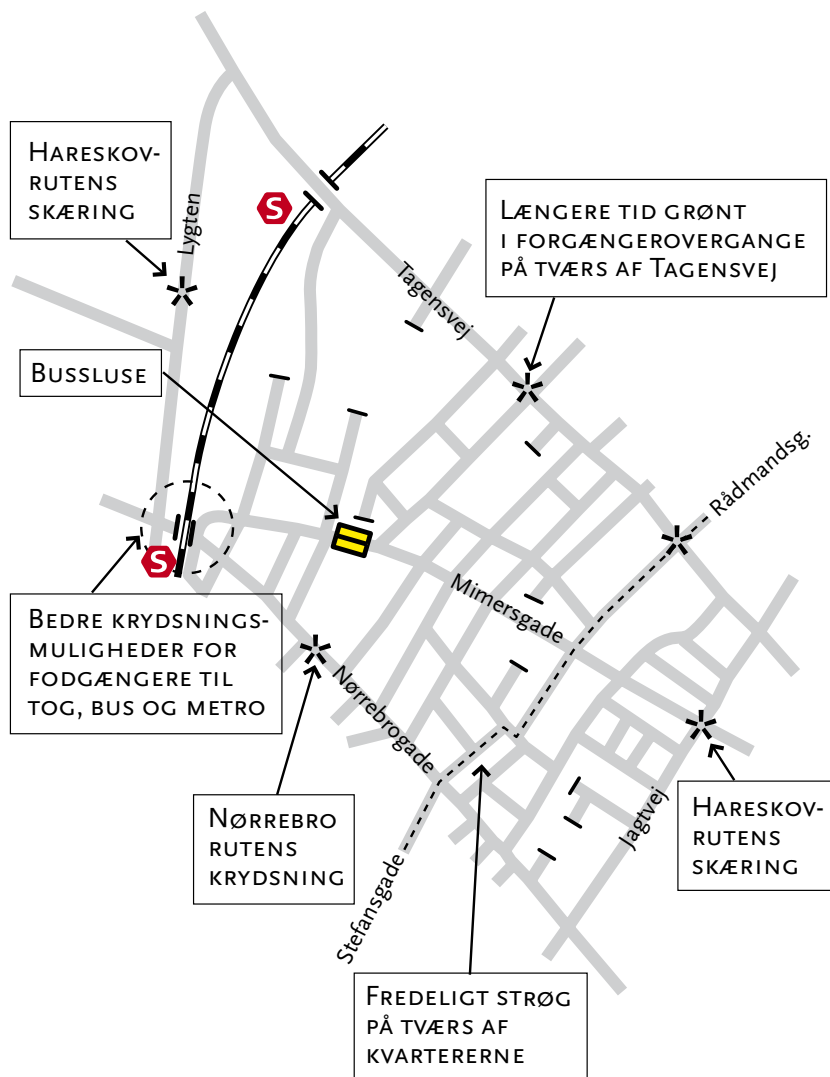 HARESKOV-
RUTENS
SKÆRING
Lygten
S
LÆNGERE TID GRØNT
I FORGÆNGEROVERGANGE
PÅ TVÆRS AF TAGENSVEJ
Tagensvej
BUSSLUSE
Rådmandsg.
S
Mimersgade
BEDRE KRYDSNINGS-
MULIGHEDER FOR
FODGÆNGERE TIL
TOG, BUS OG METRO
Nørrebrogade
NØRREBRO
RUTENS
KRYDSNING
Jagtvej
HARESKOV-
RUTENS
SKÆRING
Stefansgade
FREDELIGT STRØG
PÅ TVÆRS AF
KVARTERERNE